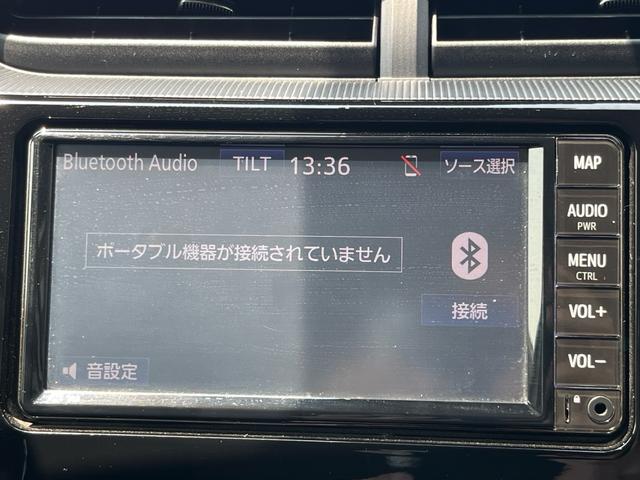 Bluetooth Audio TILT 13:36 ソース選択
ポータブル機器が接続されていません
接続
音設定
MAP
AUDIO
PWR
MENU
CTRL
VOL+
VOL-